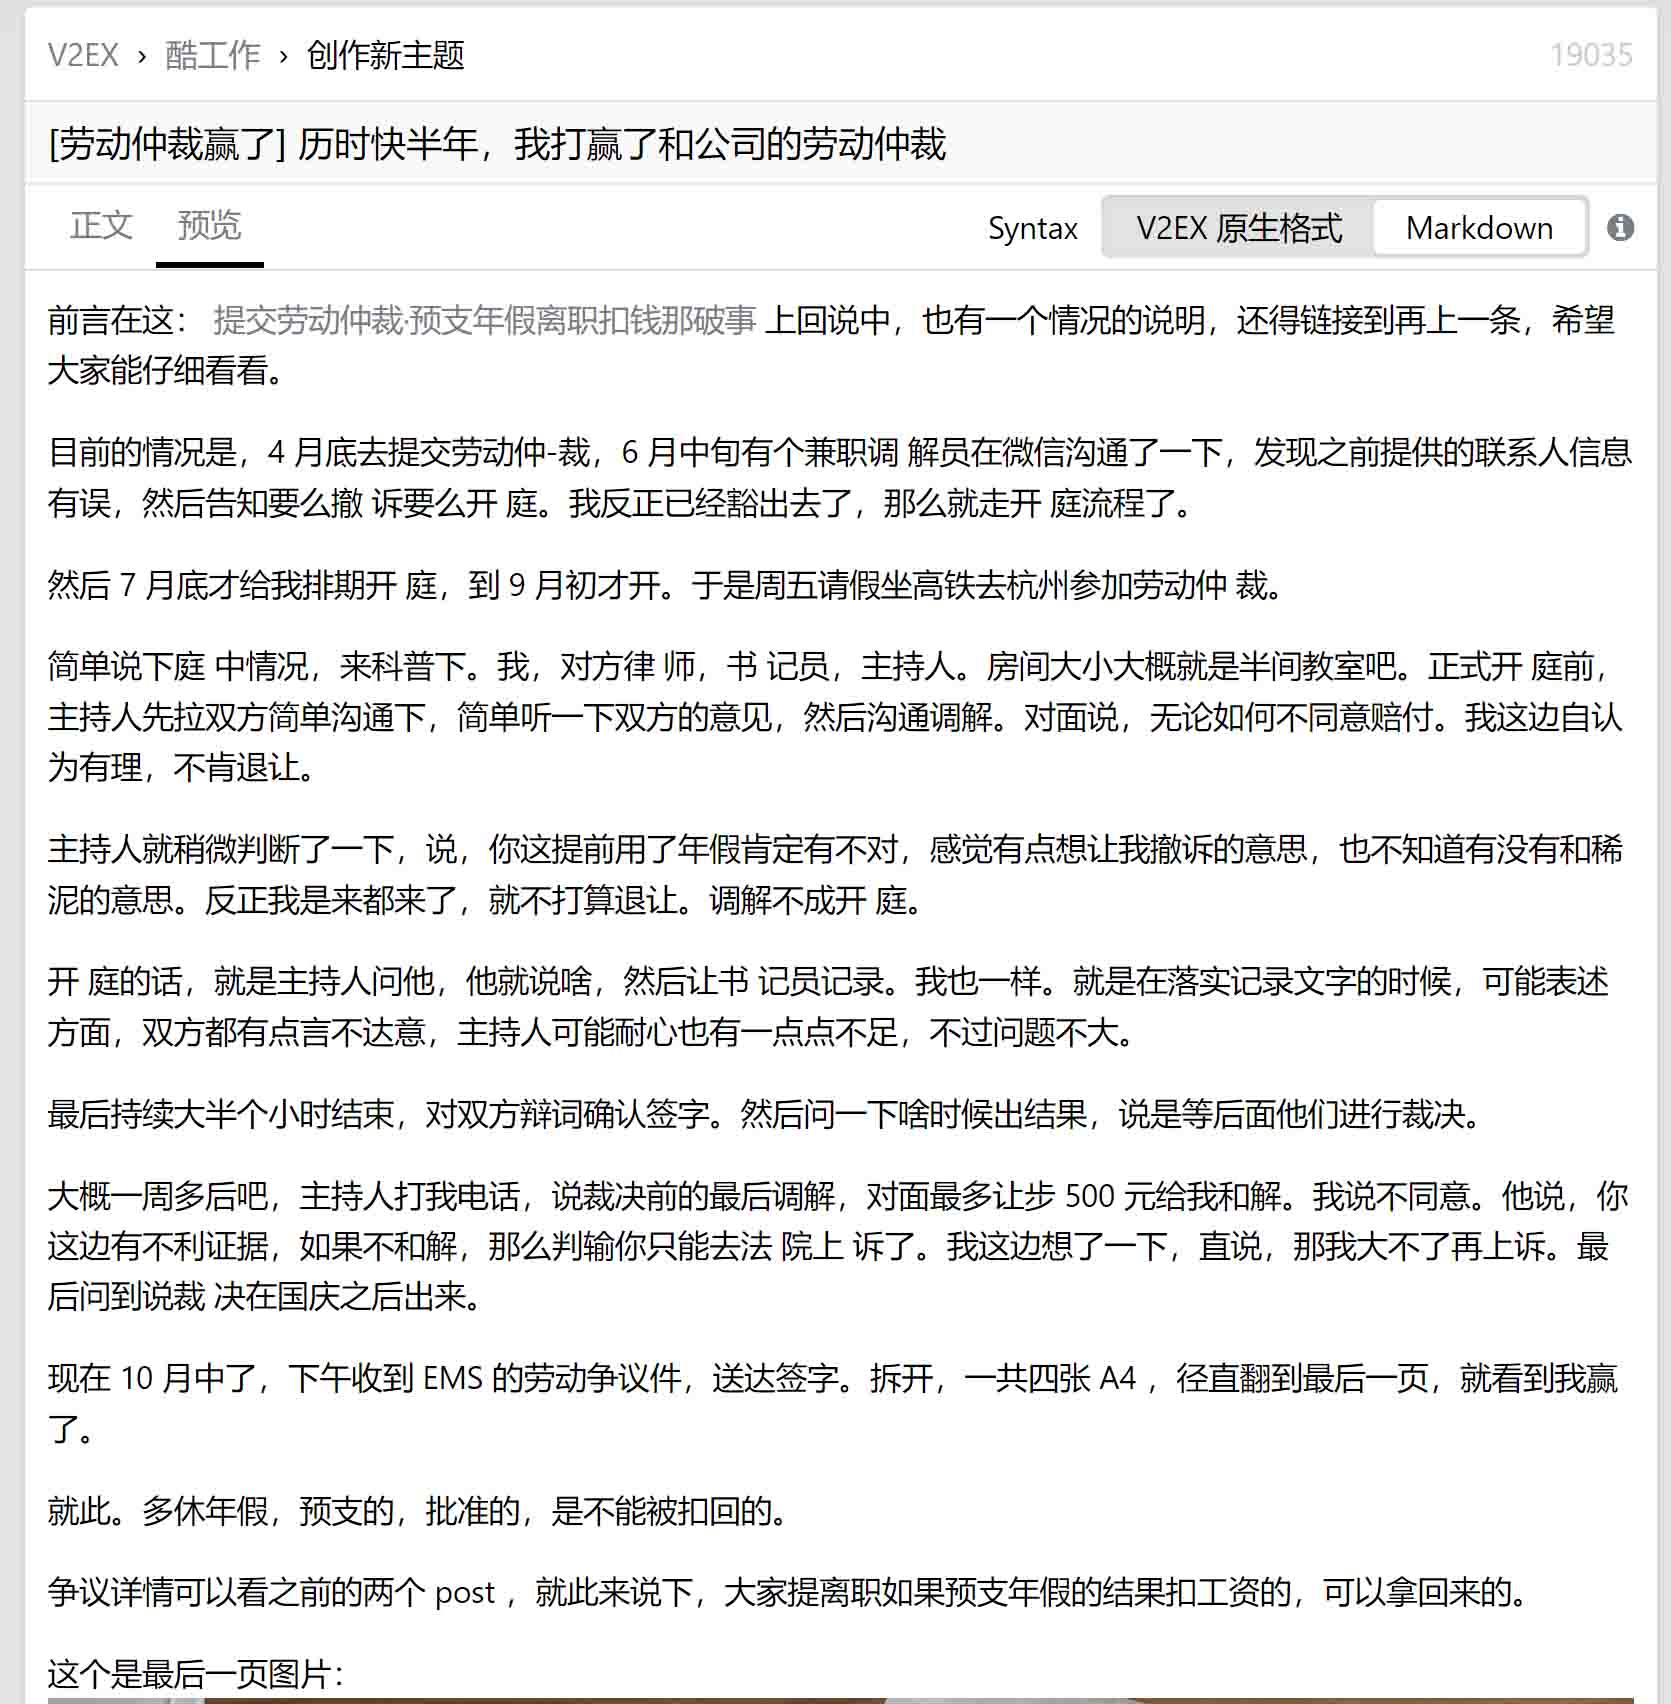 V2EX › 酷工作 › 创作新主题 19035
[劳动仲裁赢了] 历时快半年，我打赢了和公司的劳动仲裁
正文 预览 Syntax V2EX 原生格式 Markdown
前言在这： 提交劳动仲裁·预支年假离职扣钱那破事 上回说中，也有一个情况的说明，还得链接到再上一条，希望
大家能仔细看看。
目前的情况是，4 月底去提交劳动仲-裁，6 月中旬有个兼职调 解员在微信沟通了一下，发现之前提供的联系人信息
有误，然后告知要么撤 诉要么开 庭。我反正已经豁出去了，那么就走开 庭流程了。
然后 7 月底才给我排期开 庭，到 9 月初才开。于是周五请假坐高铁去杭州参加劳动仲 裁。
简单说下庭 中情况，来科普下。我，对方律 师，书 记员，主持人。房间大小大概就是半间教室吧。正式开 庭前，
主持人先拉双方简单沟通下，简单听一下双方的意见，然后沟通调解。对面说，无论如何不同意赔付。我这边自认
为有理，不肯退让。
主持人就稍微判断了一下，说，你这提前用了年假肯定有不对，感觉有点想让我撤诉的意思，也不知道有没有和稀
泥的意思。反正我是来都来了，就不打算退让。调解不成开 庭。
开 庭的话，就是主持人问他，他就说啥，然后让书 记员记录。我也一样。就是在落实记录文字的时候，可能表述
方面，双方都有点言不达意，主持人可能耐心也有一点点不足，不过问题不大。
最后持续大半个小时结束，对双方辩词确认签字。然后问一下啥时候出结果，说是等后面他们进行裁决。
大概一周多后吧，主持人打我电话，说裁决前的最后调解，对面最多让步 500 元给我和解。我说不同意。他说，你
这边有不利证据，如果不和解，那么判输你只能去法 院上 诉了。我这边想了一下，直说，那我大不了再上诉。最
后问到说裁 决在国庆之后出来。
现在 10 月中了，下午收到 EMS 的劳动争议件，送达签字。拆开，一共四张 A4 ，径直翻到最后一页，就看到我赢
了。
就此。多休年假，预支的，批准的，是不能被扣回的。
争议详情可以看之前的两个 post ，就此来说下，大家提离职如果预支年假的结果扣工资的，可以拿回来的。
这个是最后一页图片：